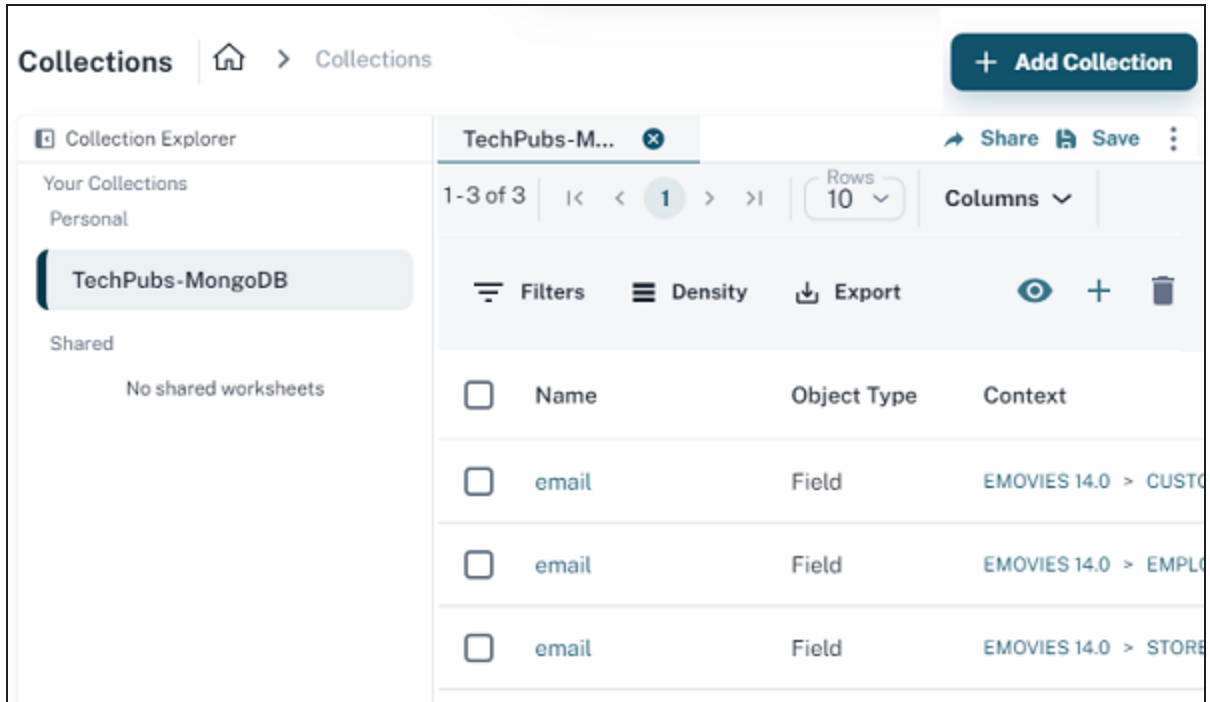 Collections > Collections
+ Add Collection
Collection Explorer
Your Collections
Personal
TechPubs-MongoDB
Shared
No shared worksheets
TechPubs-M...
Share Save
1-3 of 3 1 Rows 10 Columns
Filters Density Export
Name Object Type Context
email Field EMOVIES 14.0 > CUSTO
email Field EMOVIES 14.0 > EMPLO
email Field EMOVIES 14.0 > STORE